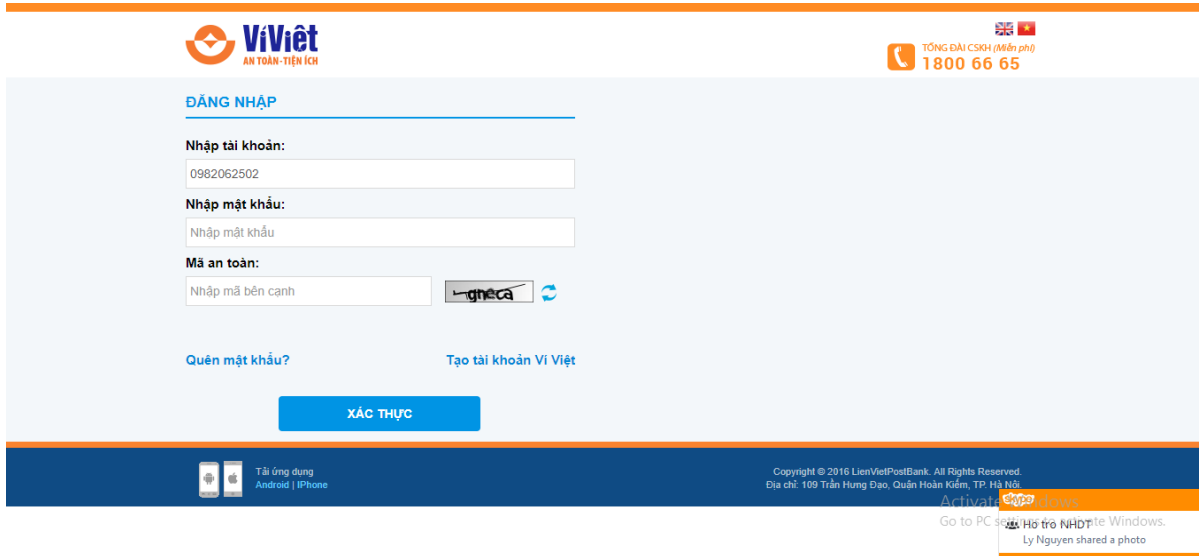 VíViệt
AN TOÀN-TIỆN ÍCH
TỔNG ĐÀI CSKH (Miễn phí)
1800 66 65
ĐĂNG NHẬP
Nhập tài khoản:
0982062502
Nhập mật khẩu:
Nhập mật khẩu
Mã an toàn:
Nhập mã bên cạnh
gneca
Quên mật khẩu?
Tạo tài khoản Ví Việt
XÁC THỰC
Tải ứng dụng
Android | IPhone
Copyright © 2016 LienVietPostBank. All Rights Reserved.
Địa chỉ: 109 Trần Hưng Đạo, Quận Hoàn Kiếm, TP. Hà Nội.
Activate Windows
Go to PC settings to activate Windows.
skype
Ho tro NHDT
Ly Nguyen shared a photo